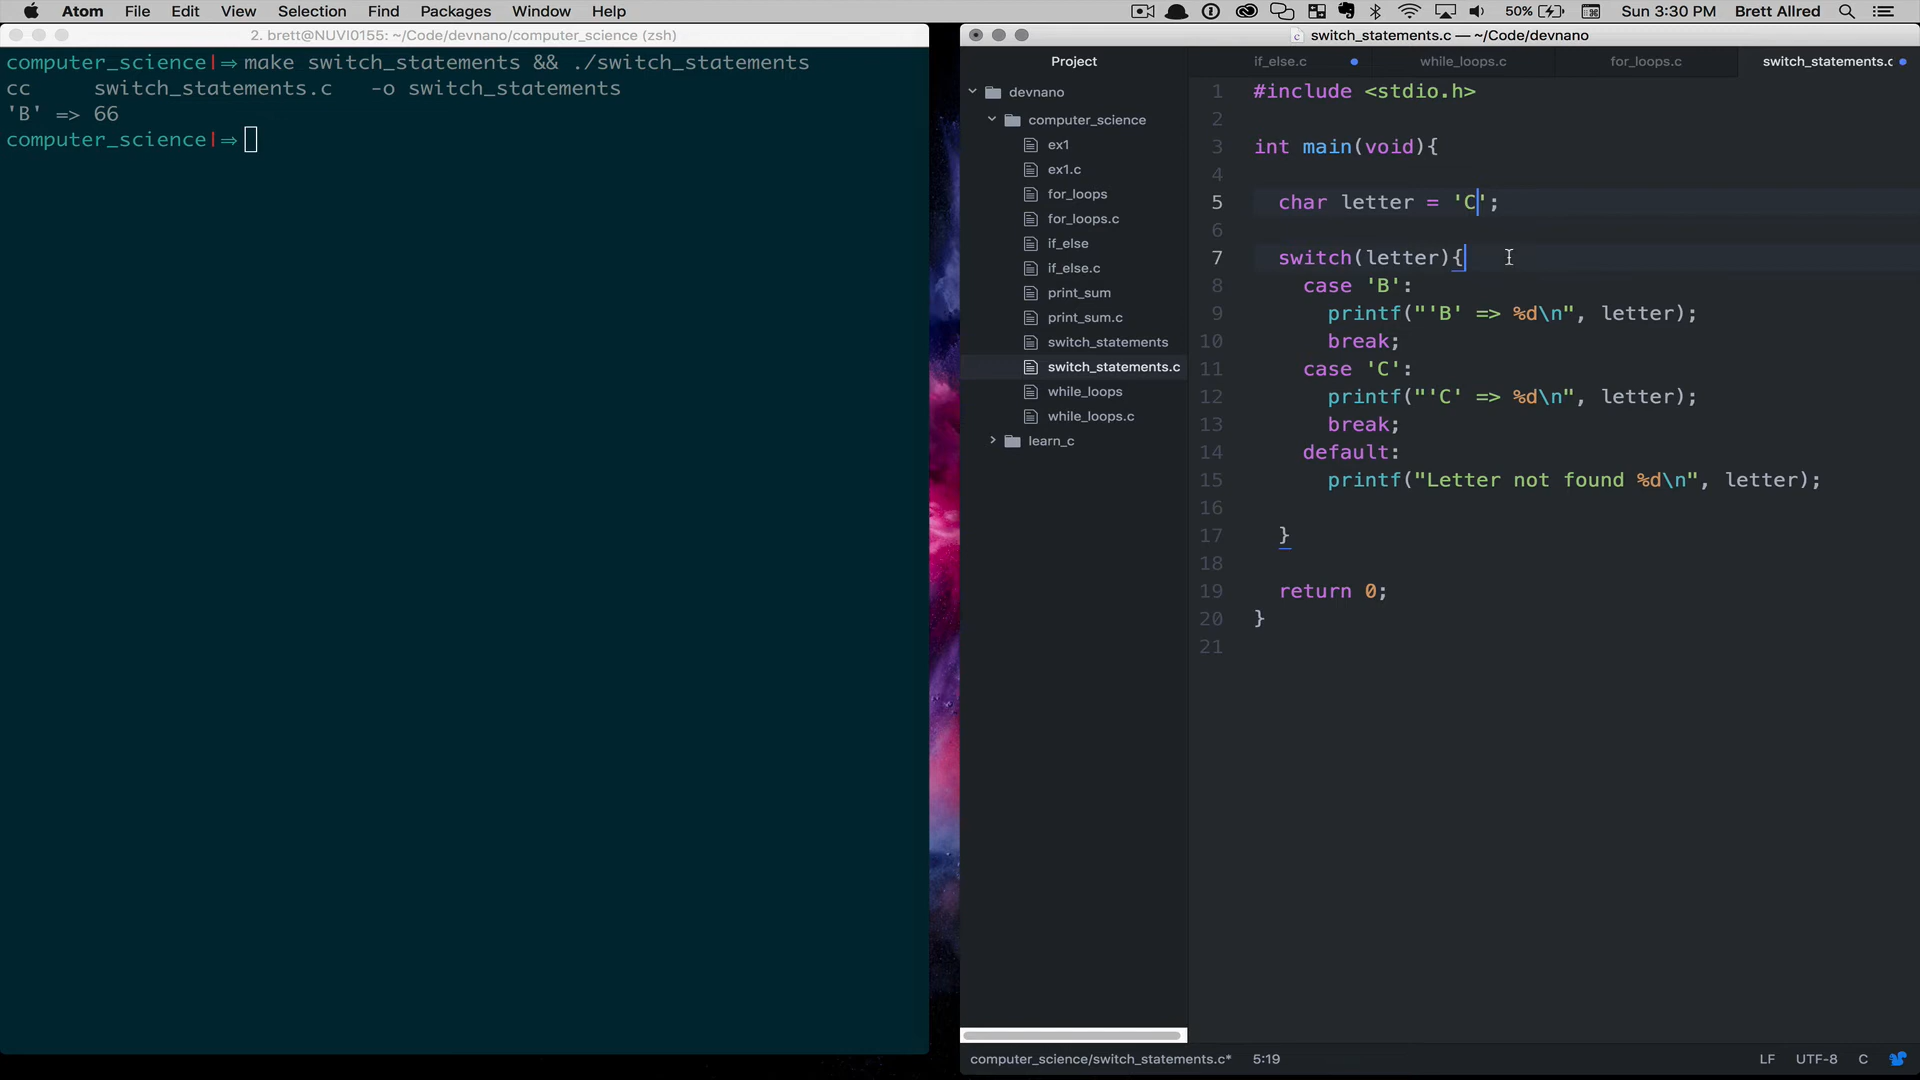 Atom File Edit View Selection Find Packages Window Help 50% Sun 3:30 PM Brett Allred
2. brett@NUVI0155: ~/Code/devnano/computer_science (zsh)
computer_science|⇒ make switch_statements && ./switch_statements
cc     switch_statements.c   -o switch_statements
'B' => 66
computer_science|⇒
switch_statements.c — ~/Code/devnano
Project
devnano
computer_science
ex1
ex1.c
for_loops
for_loops.c
if_else
if_else.c
print_sum
print_sum.c
switch_statements
switch_statements.c
while_loops
while_loops.c
learn_c
if_else.c while_loops.c for_loops.c switch_statements.c
1 #include <stdio.h>
2
3 int main(void){
4
5   char letter = 'C';
6
7   switch(letter){
8     case 'B':
9       printf("'B' => %d\n", letter);
10       break;
11     case 'C':
12       printf("'C' => %d\n", letter);
13       break;
14     default:
15       printf("Letter not found %d\n", letter);
16
17   }
18
19   return 0;
20 }
21
computer_science/switch_statements.c* 5:19 LF UTF-8 C